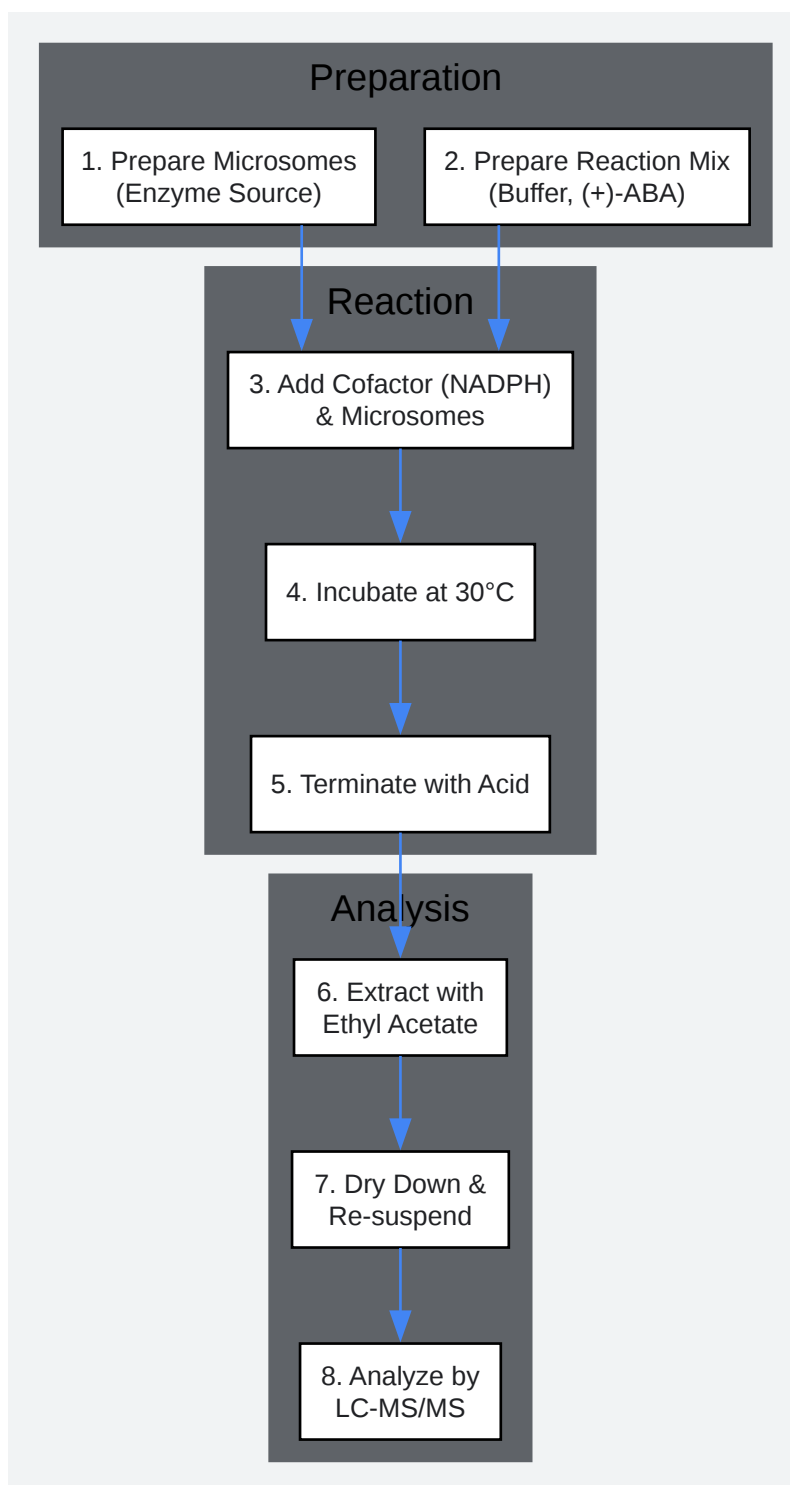 Preparation
1. Prepare Microsomes
(Enzyme Source)
2. Prepare Reaction Mix
(Buffer, (+)-ABA)
Reaction
3. Add Cofactor (NADPH)
& Microsomes
4. Incubate at 30°C
5. Terminate with Acid
Analysis
6. Extract with
Ethyl Acetate
7. Dry Down &
Re-suspend
8. Analyze by
LC-MS/MS